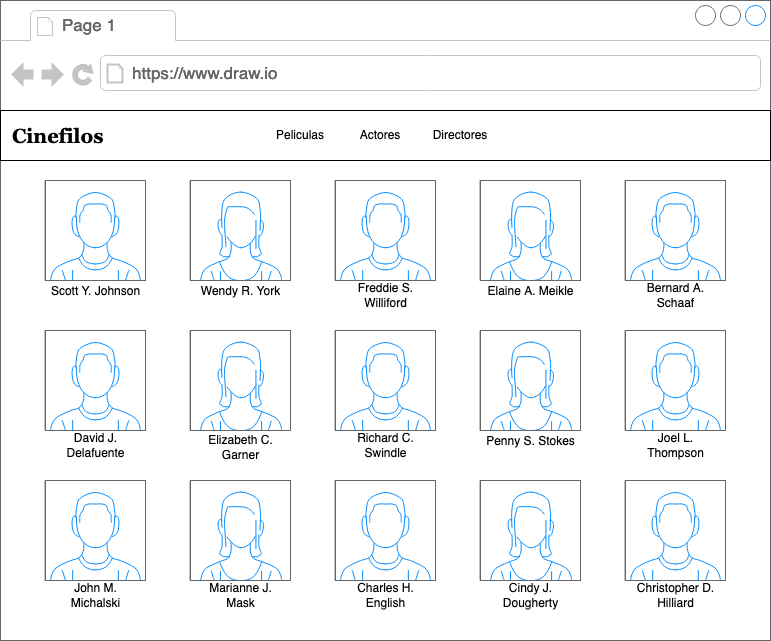 Page 1
https://www.draw.io
Cinefilos
Peliculas
Actores
Directores
Scott Y. Johnson
Wendy R. York
Freddie S.
Williford
Elaine A. Meikle
Bernard A.
Schaaf
David J.
Delafuente
Elizabeth C.
Garner
Richard C.
Swindle
Penny S. Stokes
Joel L.
Thompson
John M.
Michalski
Marianne J.
Mask
Charles H.
English
Cindy J.
Dougherty
Christopher D.
Hilliard